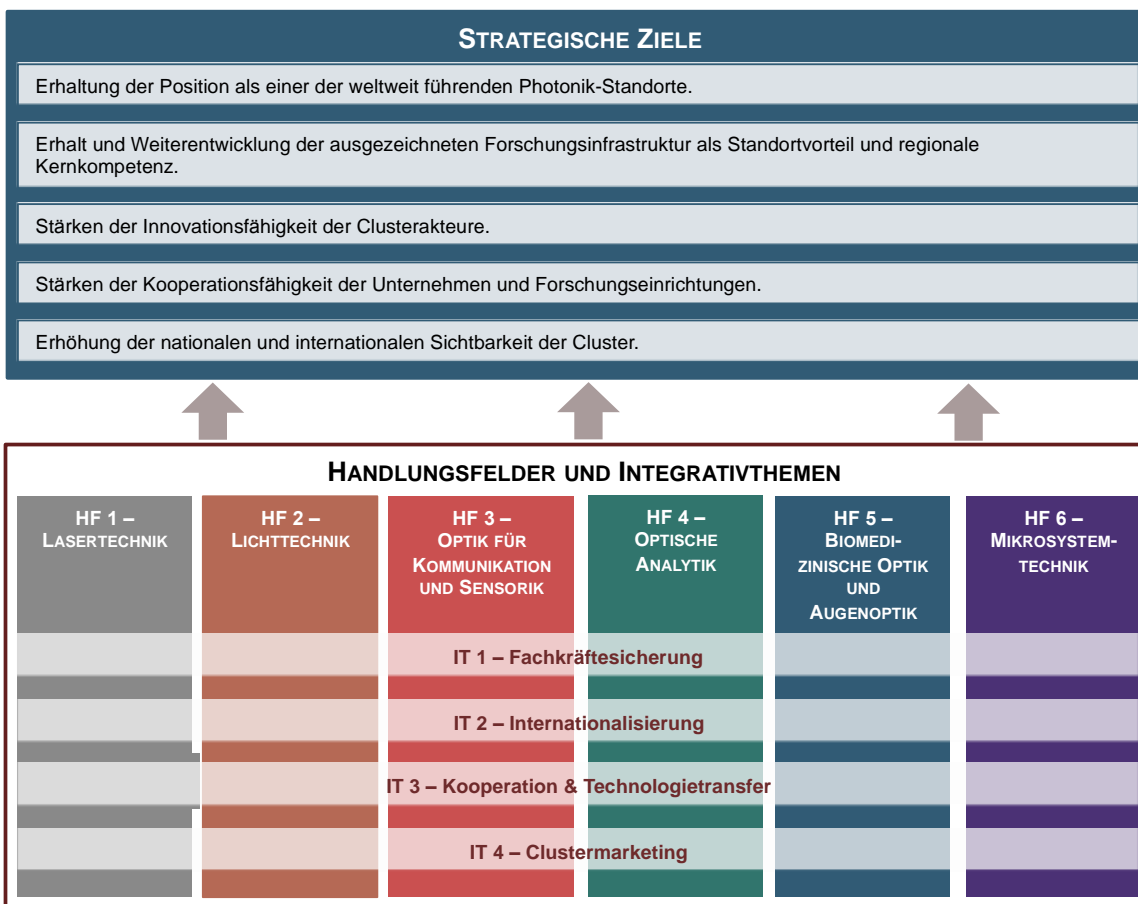 STRATEGISCHE ZIELE
Erhaltung der Position als einer der weltweit führenden Photonik-Standorte.
Erhalt und Weiterentwicklung der ausgezeichneten Forschungsinfrastruktur als Standortvorteil und regionale
Kernkompetenz.
Stärken der Innovationsfähigkeit der Clusterakteure.
Stärken der Kooperationsfähigkeit der Unternehmen und Forschungseinrichtungen.
Erhöhung der nationalen und internationalen Sichtbarkeit der Cluster.
HANDLUNGSFELDER UND INTEGRATIVTHEMEN
HF 1 –
LASERTECHNIK
HF 2 –
LICHTTECHNIK
HF 3 –
OPTIK FÜR
KOMMUNIKATION
UND SENSORIK
HF 4 –
OPTISCHE
ANALYTIK
HF 5 –
BIOMEDI-
ZINISCHE OPTIK
UND
AUGENOPTIK
HF 6 –
MIKROSYSTEM-
TECHNIK
IT 1 – Fachkräftesicherung
IT 2 – Internationalisierung
IT 3 – Kooperation & Technologietransfer
IT 4 – Clustermarketing